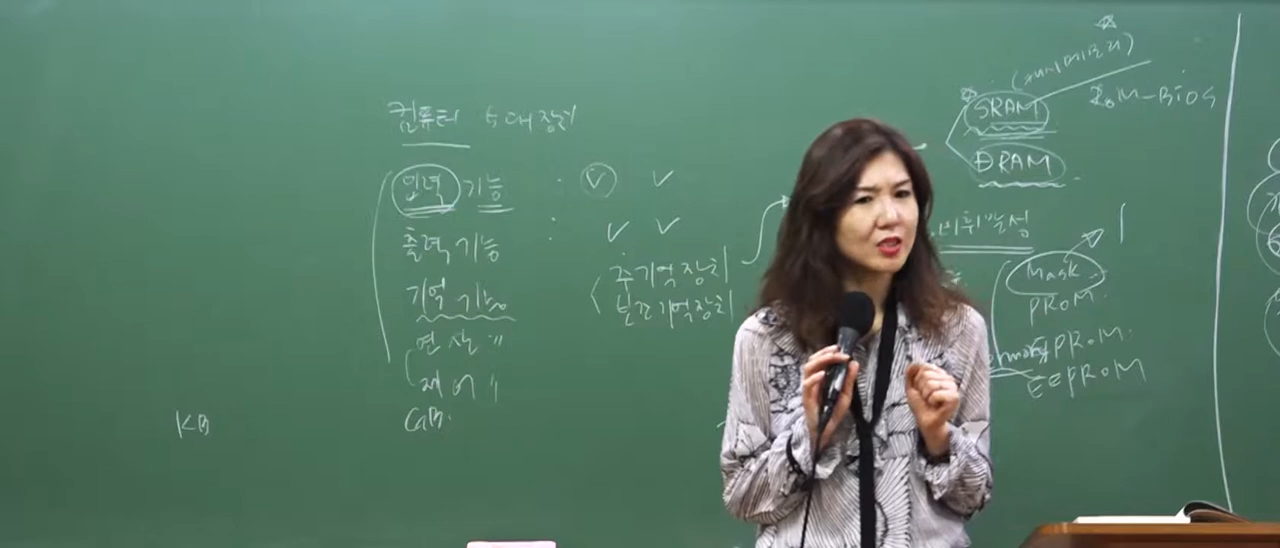 컴퓨터 5대장치
입력 기능 : ✓ ✓
출력 기능 : ✓ ✓
기억 기능
주기억장치
보조기억장치
연산 〃
제어 〃
KB
(캐시메모리)
SRAM
ROM-BIOS
DRAM
비휘발성
Mask
PROM
EPROM
EEPROM